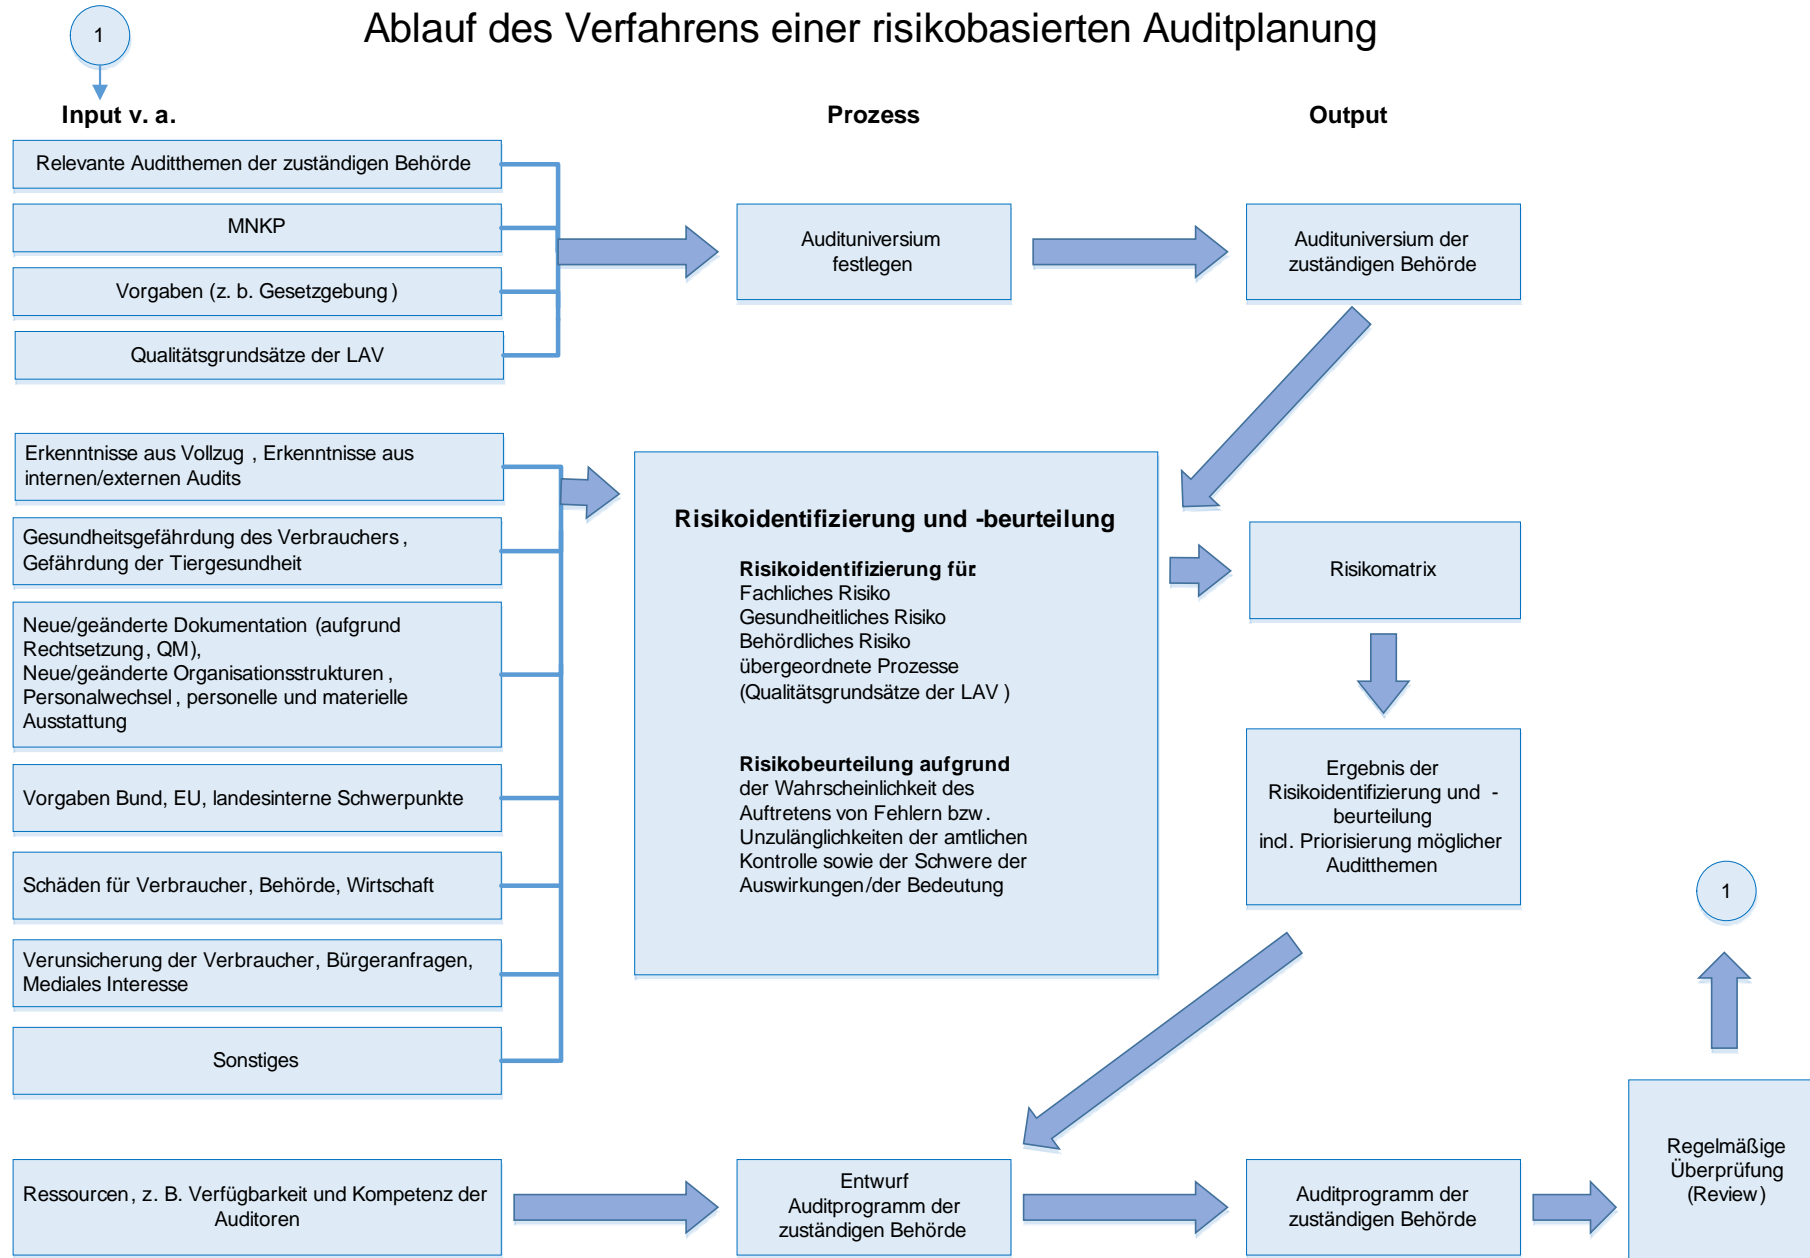 Ablauf des Verfahrens einer risikobasierten Auditplanung
1
Input v. a.
Prozess
Output
Relevante Auditthemen der zuständigen Behörde
MNKP
Vorgaben (z. b. Gesetzgebung )
Qualitätsgrundsätze der LAV
Audituniversium
festlegen
Audituniversium der
zuständigen Behörde
Erkenntnisse aus Vollzug , Erkenntnisse aus
internen/externen Audits
Gesundheitsgefährdung des Verbrauchers ,
Gefährdung der Tiergesundheit
Neue/geänderte Dokumentation (aufgrund
Rechtsetzung , QM),
Neue/geänderte Organisationsstrukturen ,
Personalwechsel , personelle und materielle
Ausstattung
Vorgaben Bund, EU, landesinterne Schwerpunkte
Schäden für Verbraucher, Behörde, Wirtschaft
Verunsicherung der Verbraucher, Bürgeranfragen,
Mediales Interesse
Sonstiges
Risikoidentifizierung und -beurteilung
Risikoidentifizierung für:
Fachliches Risiko
Gesundheitliches Risiko
Behördliches Risiko
übergeordnete Prozesse
(Qualitätsgrundsätze der LAV )
Risikobeurteilung aufgrund
der Wahrscheinlichkeit des
Auftretens von Fehlern bzw.
Unzulänglichkeiten der amtlichen
Kontrolle sowie der Schwere der
Auswirkungen/der Bedeutung
Risikomatrix
Ergebnis der
Risikoidentifizierung und -
beurteilung
incl. Priorisierung möglicher
Auditthemen
1
Ressourcen, z. B. Verfügbarkeit und Kompetenz der
Auditoren
Entwurf
Auditprogramm der
zuständigen Behörde
Auditprogramm der
zuständigen Behörde
Regelmäßige
Überprüfung
(Review)